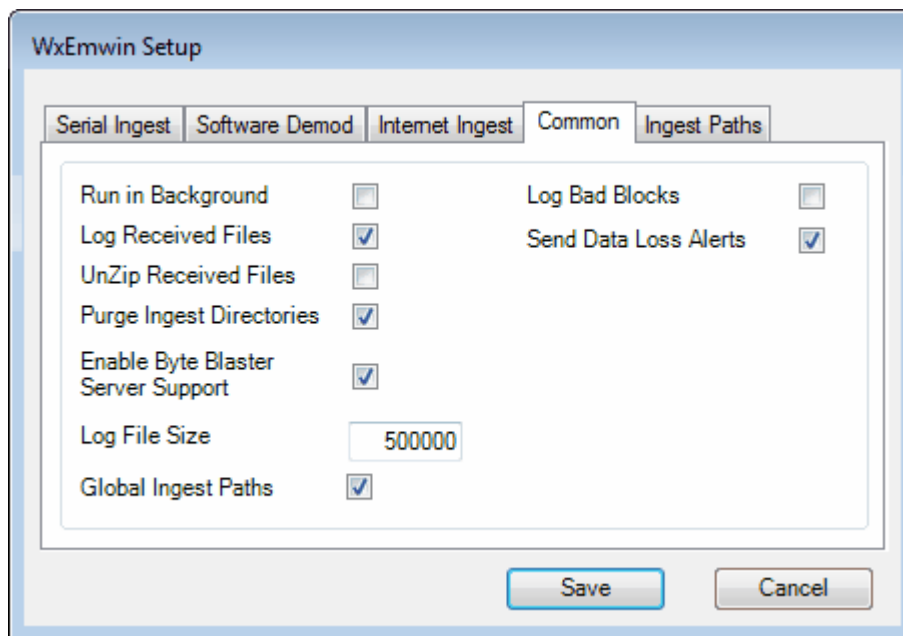 WxEmwin Setup
Serial Ingest
Software Demod
Internet Ingest
Common
Ingest Paths
Run in Background
Log Received Files
UnZip Received Files
Purge Ingest Directories
Enable Byte Blaster
Server Support
Log File Size
500000
Global Ingest Paths
Log Bad Blocks
Send Data Loss Alerts
Save
Cancel